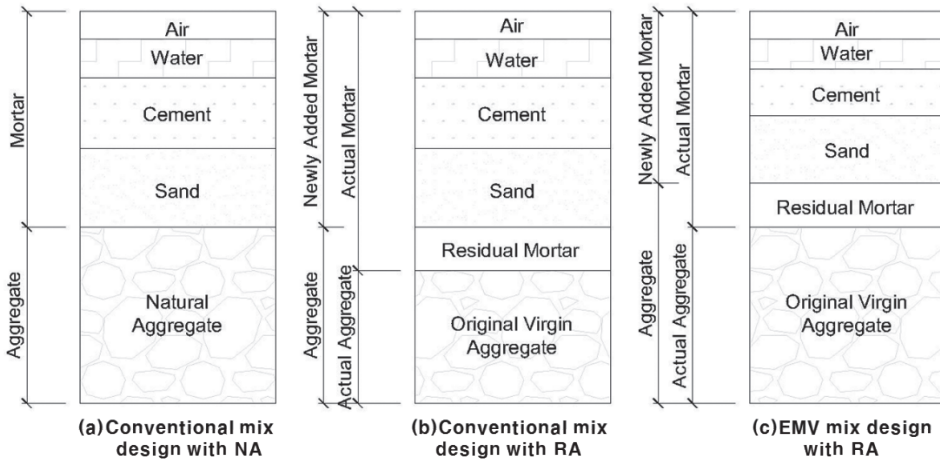 Mortar
Aggregate
Air
Water
Cement
Sand
Natural
Aggregate
(a)Conventional mix
design with NA
Newly Added Mortar
Actual Mortar
Aggregate
Actual Aggregate
Air
Water
Cement
Sand
Residual Mortar
Original Virgin
Aggregate
(b)Conventional mix
design with RA
Newly Added Mortar
Actual Mortar
Aggregate
Actual Aggregate
Air
Water
Cement
Sand
Residual Mortar
Original Virgin
Aggregate
(c)EMV mix design
with RA